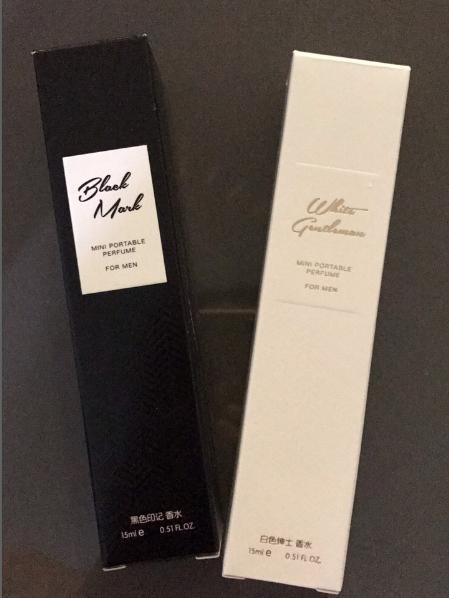 Black
Mark
MINI PORTABLE
PERFUME
FOR MEN
黑色印记 香水
15ml e 0.51 FL.OZ.
White
Gentleman
MINI PORTABLE
PERFUME
FOR MEN
白色绅士 香水
15ml e 0.51 FL.OZ.